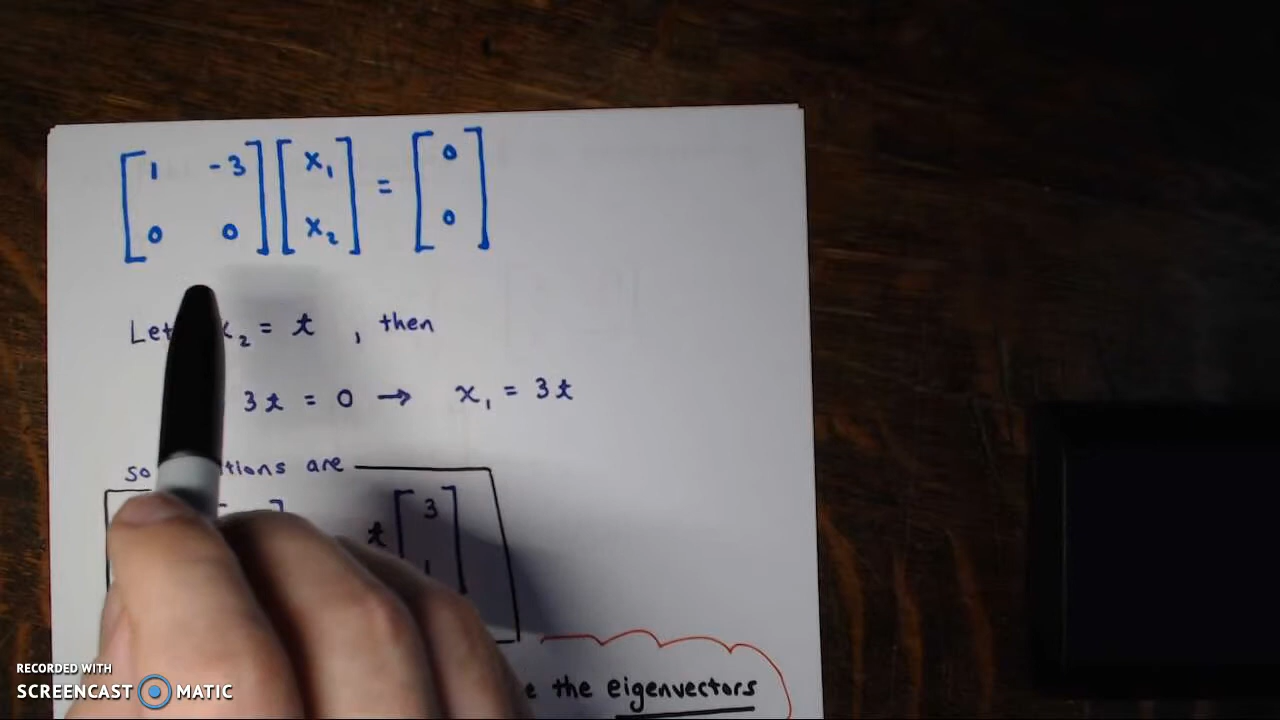 [1 -3] [x₁] = [0]
[0 0] [x₂] [0]
Let x₂ = t , then
3t = 0 → x₁ = 3t
so are
t [3]
[1]
the eigenvectors
RECORDED WITH
SCREENCAST MATIC